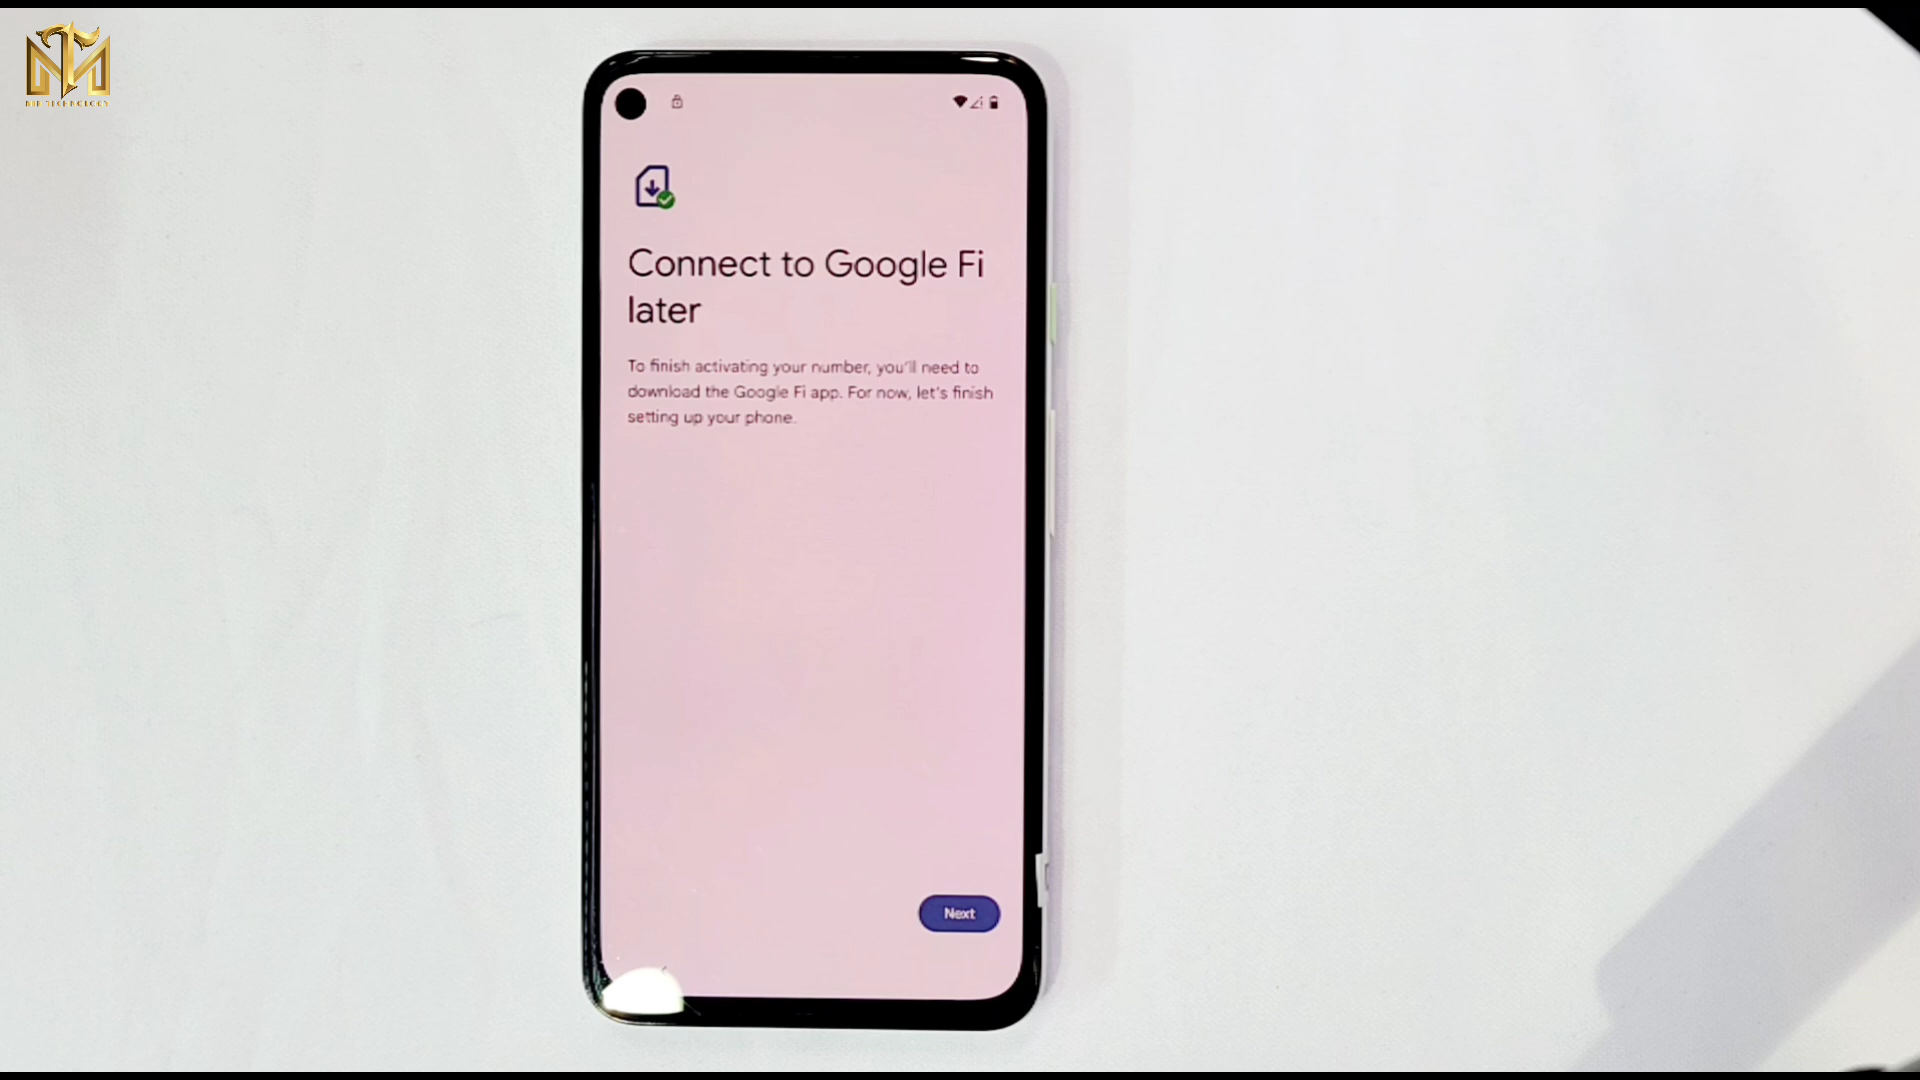 Connect to Google Fi
later
To finish activating your number, you'll need to
download the Google Fi app. For now, let's finish
setting up your phone.
Next